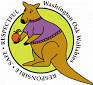 RESPONSIBLE • SAFE • RESPECTFUL
Washington Oak Wallabies